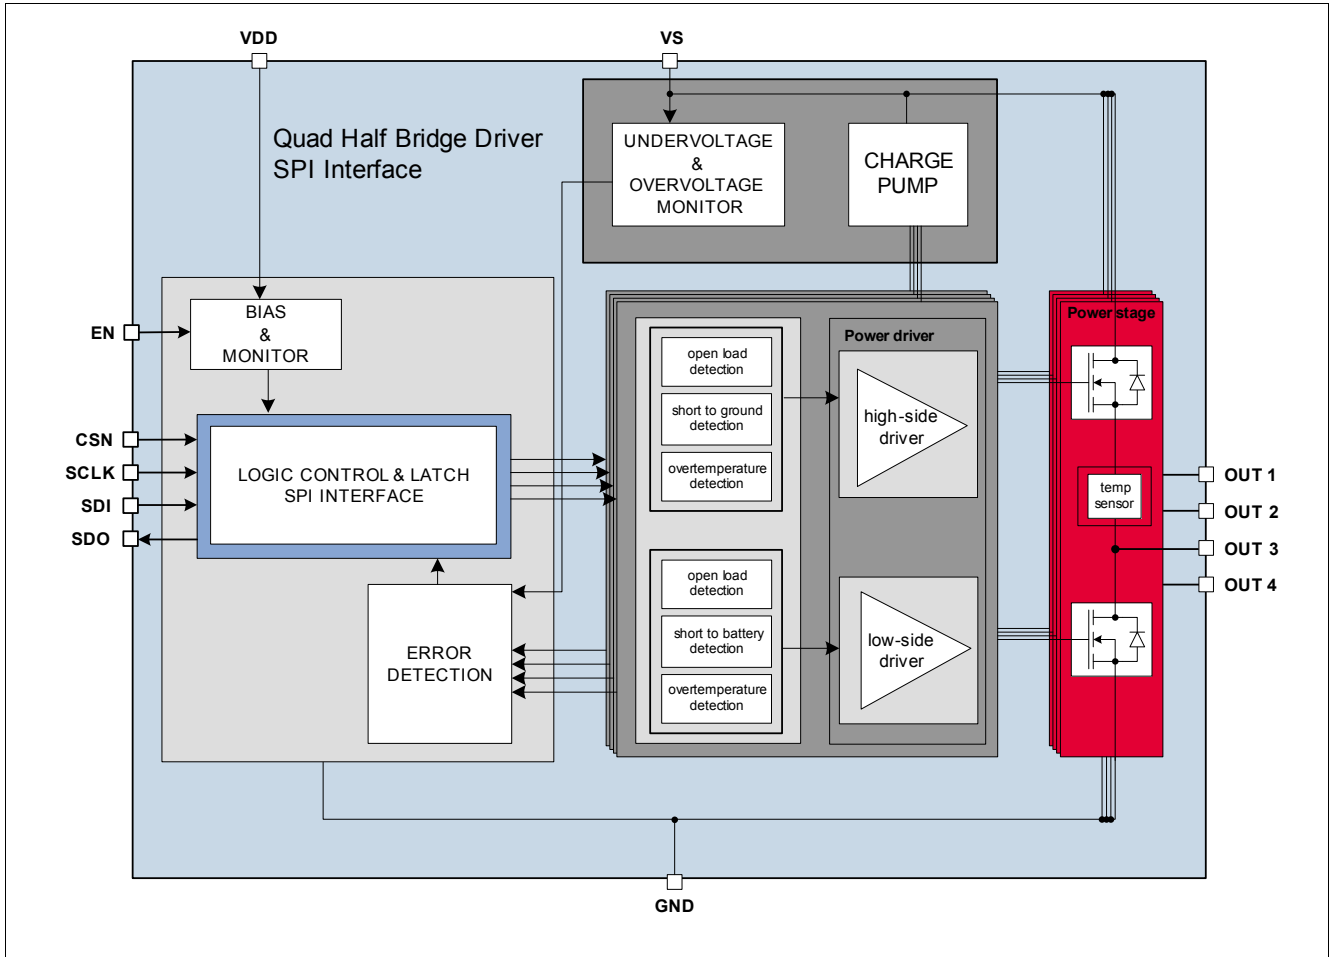 VDD
VS
Quad Half Bridge Driver
SPI Interface
UNDERVOLTAGE
&
OVERVOLTAGE
MONITOR
CHARGE
PUMP
BIAS
&
MONITOR
EN
CSN
SCLK
SDI
SDO
LOGIC CONTROL & LATCH
SPI INTERFACE
ERROR
DETECTION
open load
detection
short to ground
detection
overtemperature
detection
open load
detection
short to battery
detection
overtemperature
detection
Power driver
high-side
driver
low-side
driver
Power stage
temp
sensor
OUT 1
OUT 2
OUT 3
OUT 4
GND